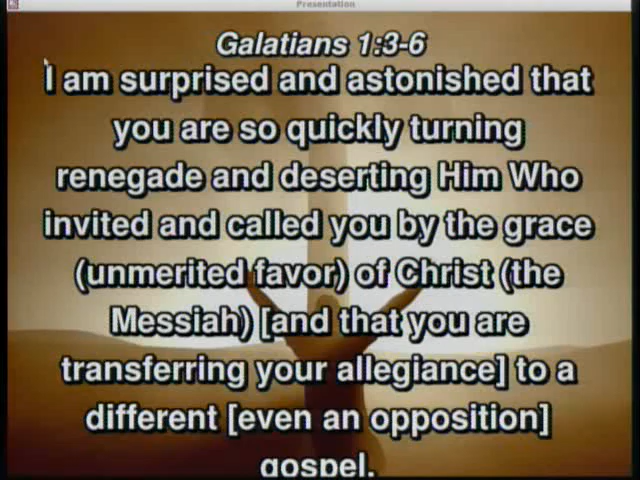 Presentation
Galatians 1:3-6
I am surprised and astonished that
you are so quickly turning
renegade and deserting Him Who
invited and called you by the grace
(unmerited favor) of Christ (the
Messiah) [and that you are
transferring your allegiance] to a
different [even an opposition]
gospel.